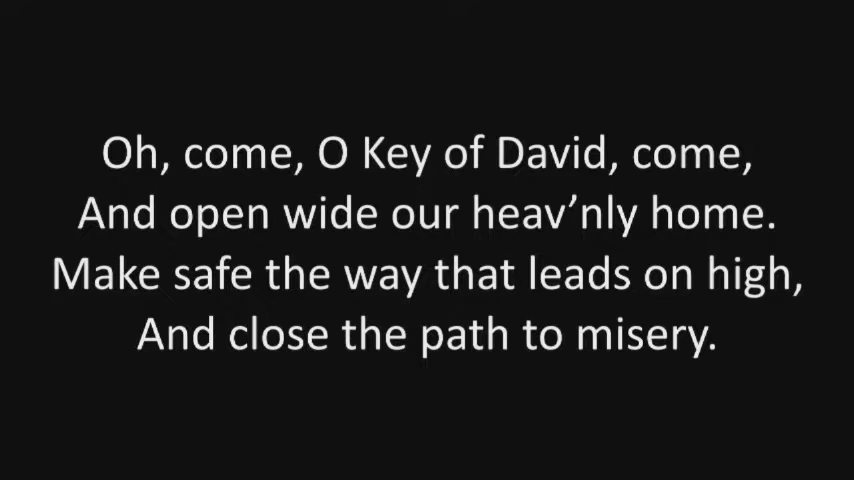 Oh, come, O Key of David, come,
And open wide our heav’nly home.
Make safe the way that leads on high,
And close the path to misery.